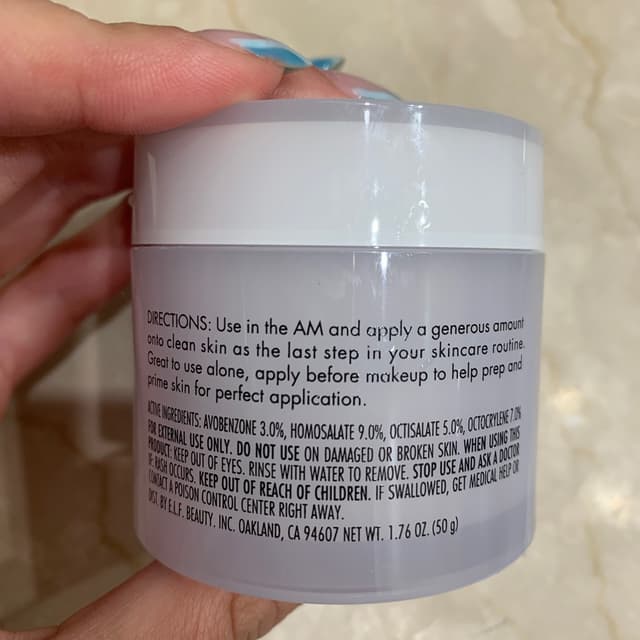 DIRECTIONS: Use in the AM and apply a generous amount
onto clean skin as the last step in your skincare routine.
Great to use alone, apply before makeup to help prep and
prime skin for perfect application.
ACTIVE INGREDIENTS: AVOBENZONE 3.0%, HOMOSALATE 9.0%, OCTISALATE 5.0%, OCTOCRYLENE 7.0%
FOR EXTERNAL USE ONLY. DO NOT USE ON DAMAGED OR BROKEN SKIN. WHEN USING THIS
PRODUCT: KEEP OUT OF EYES. RINSE WITH WATER TO REMOVE. STOP USE AND ASK A DOCTOR
IF: RASH OCCURS. KEEP OUT OF REACH OF CHILDREN. IF SWALLOWED, GET MEDICAL HELP OR
CONTACT A POISON CONTROL CENTER RIGHT AWAY.
DIST. BY E.L.F. BEAUTY. INC. OAKLAND, CA 94607 NET WT. 1.76 OZ. (50 g)